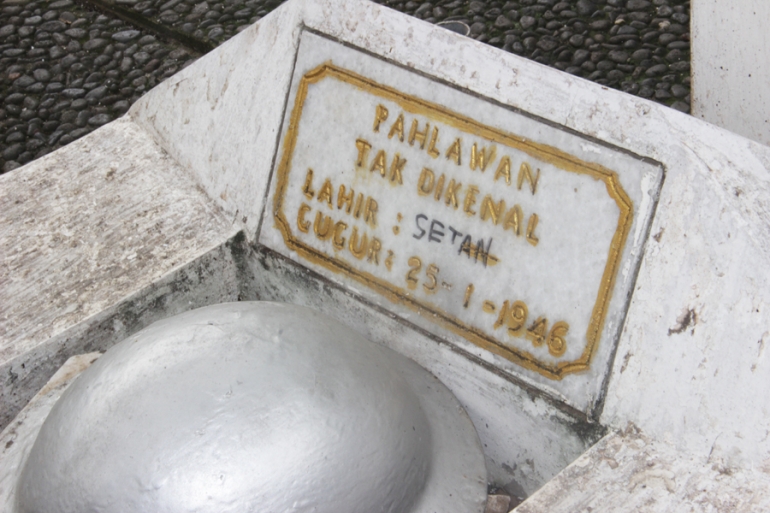 PAHLAWAN
TAK DIKENAL
LAHIR : SETAN
GUGUR: 25-1-1946